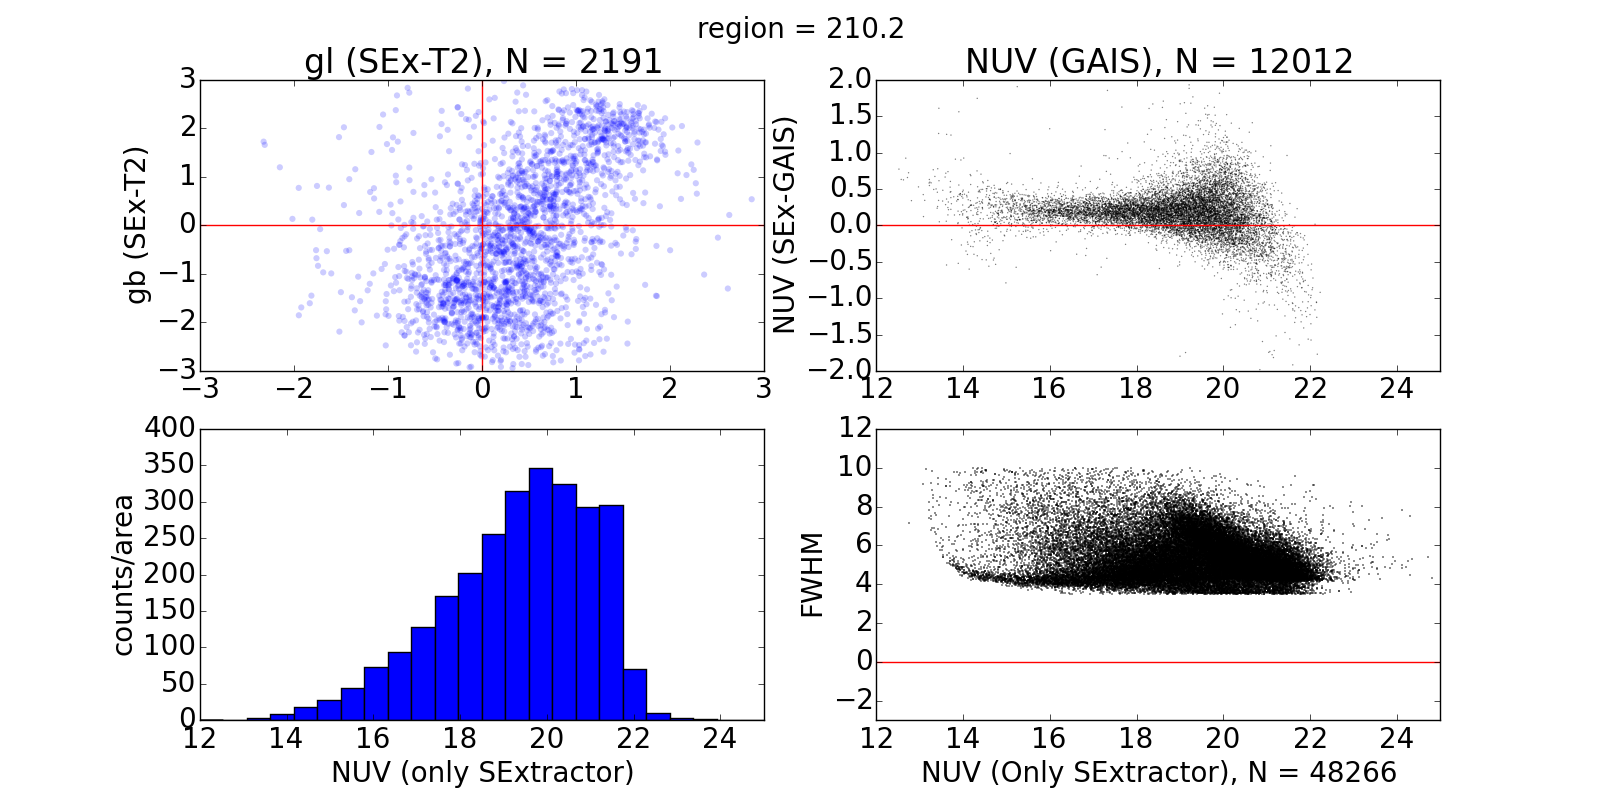 region = 210.2
gl (SEx-T2), N = 2191
NUV (GAIS), N = 12012
gb (SEx-T2)
3
2
1
0
−1
−2
−3
−3 −2 −1 0 1 2 3
NUV (SEx-GAIS)
2.0
1.5
1.0
0.5
0.0
−0.5
−1.0
−1.5
−2.0
12 14 16 18 20 22 24
counts/area
400
350
300
250
200
150
100
50
0
12 14 16 18 20 22 24
NUV (only SExtractor)
FWHM
12
10
8
6
4
2
0
−2
12 14 16 18 20 22 24
NUV (Only SExtractor), N = 48266